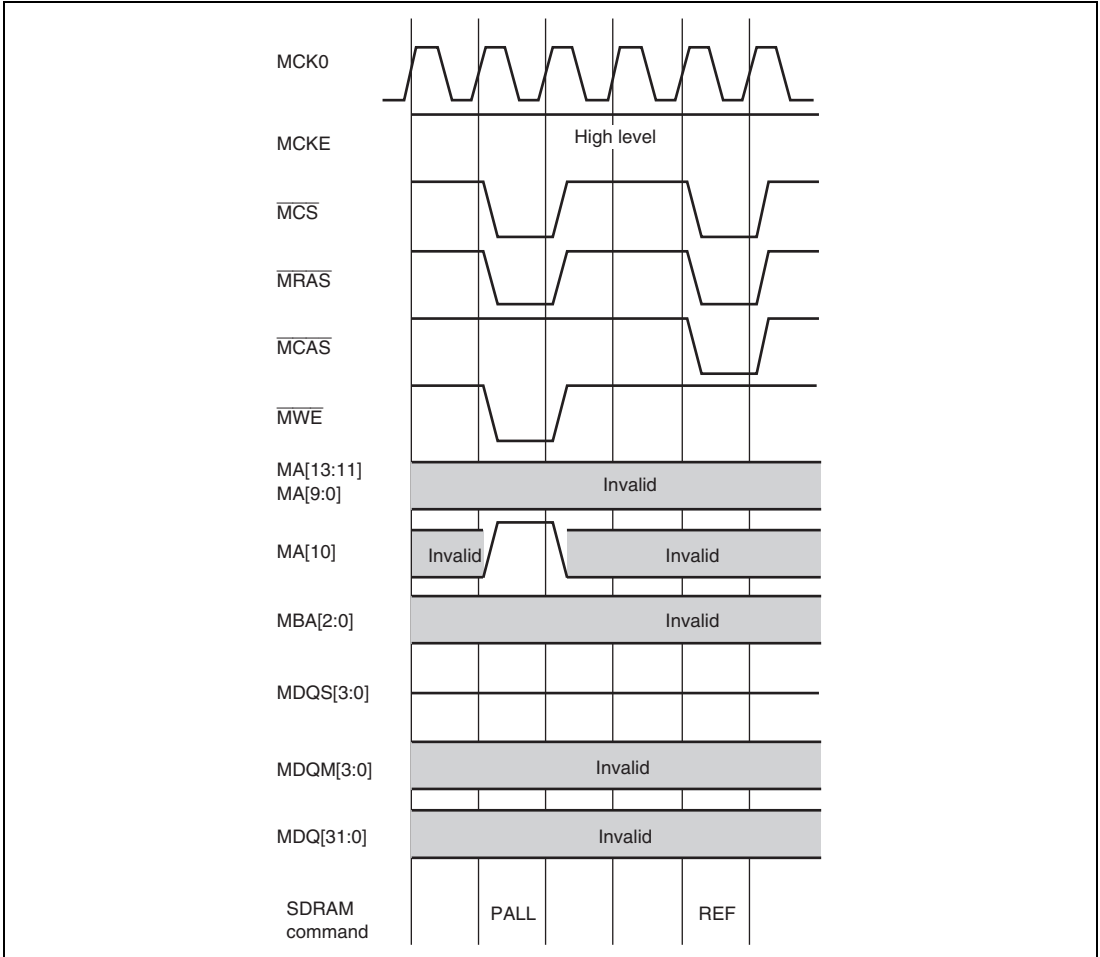 MCK0
MCKE
High level
MCS
MRAS
MCAS
MWE
MA[13:11]
MA[9:0]
Invalid
MA[10]
Invalid
Invalid
MBA[2:0]
Invalid
MDQS[3:0]
MDQM[3:0]
Invalid
MDQ[31:0]
Invalid
SDRAM
command
PALL
REF